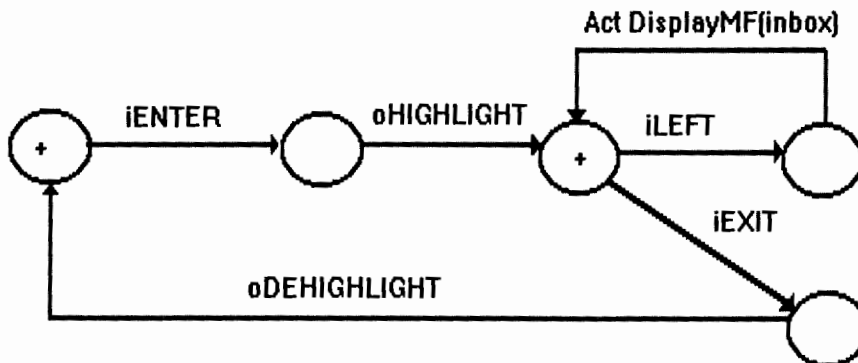 Act DisplayMF(inbox)
iENTER
oHIGHLIGHT
iLEFT
+
+
iEXIT
oDEHIGHLIGHT